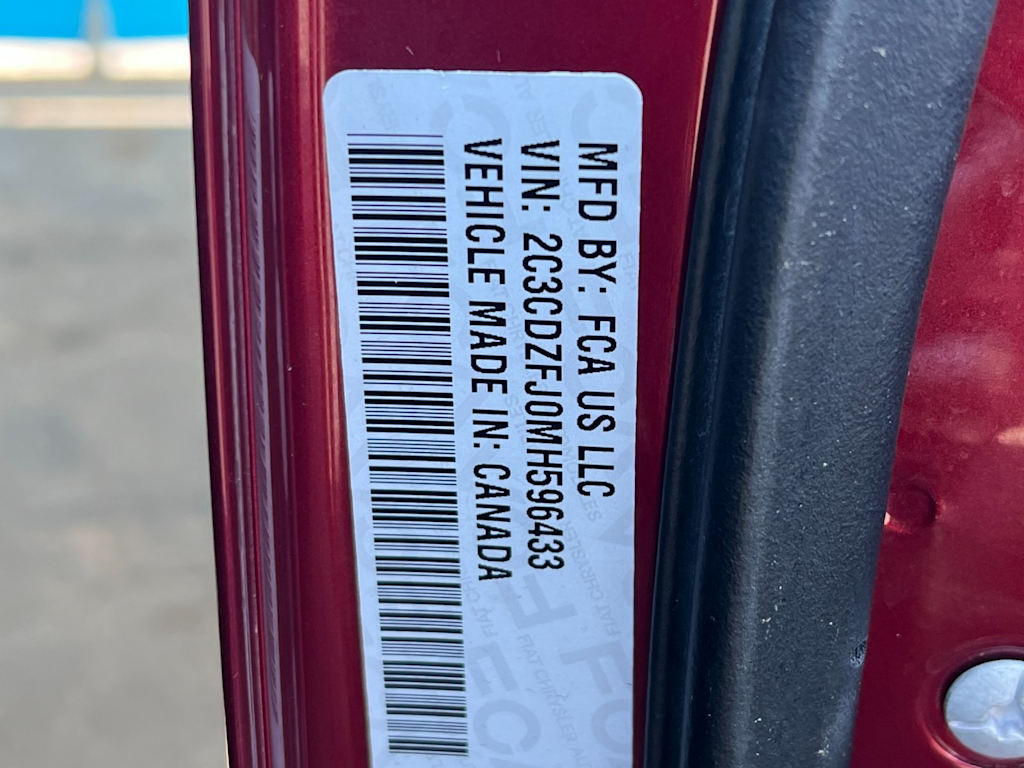 MFD BY: FCA US LLC
VIN: 2C3CDZFJ0MH596433
VEHICLE MADE IN: CANADA